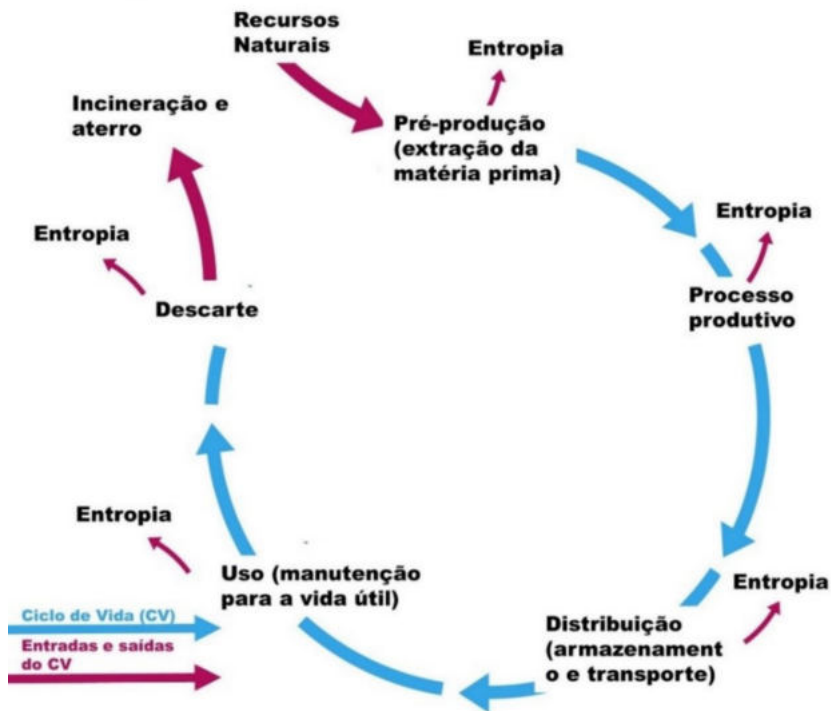 Recursos
Naturais
Entropia
Pré-produção
(extração da
matéria prima)
Entropia
Processo
produtivo
Entropia
Distribuição
(armazenament
o e transporte)
Uso (manutenção
para a vida útil)
Entropia
Descarte
Entropia
Incineração e
aterro
Ciclo de Vida (CV)
Entradas e saídas
do CV